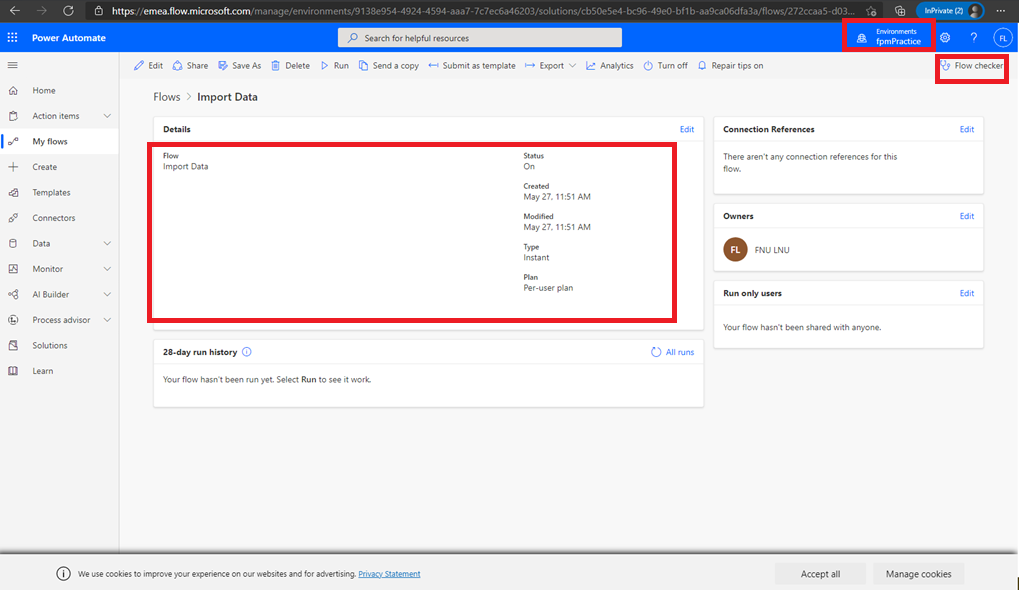 https://emea.flow.microsoft.com/manage/environments/9138e954-4924-4594-aaa7-7c7ec6a46203/solutions/cb50e5e4-bc96-49e0-bf1b-aa9ca06dfa3a/flows/272ccaa5-d03...
InPrivate (2)
Power Automate
Search for helpful resources
Environments
fpmPractice
?
FL
Edit
Share
Save As
Delete
Run
Send a copy
Submit as template
Export
Analytics
Turn off
Repair tips on
Flow checker
Home
Action items
My flows
Create
Templates
Connectors
Data
Monitor
AI Builder
Process advisor
Solutions
Learn
Flows > Import Data
Details
Edit
Flow
Import Data
Status
On
Created
May 27, 11:51 AM
Modified
May 27, 11:51 AM
Type
Instant
Plan
Per-user plan
28-day run history
All runs
Your flow hasn't been run yet. Select Run to see it work.
Connection References
Edit
There aren't any connection references for this
flow.
Owners
Edit
FL
FNU LNU
Run only users
Edit
Your flow hasn't been shared with anyone.
We use cookies to improve your experience on our websites and for advertising. Privacy Statement
Accept all
Manage cookies